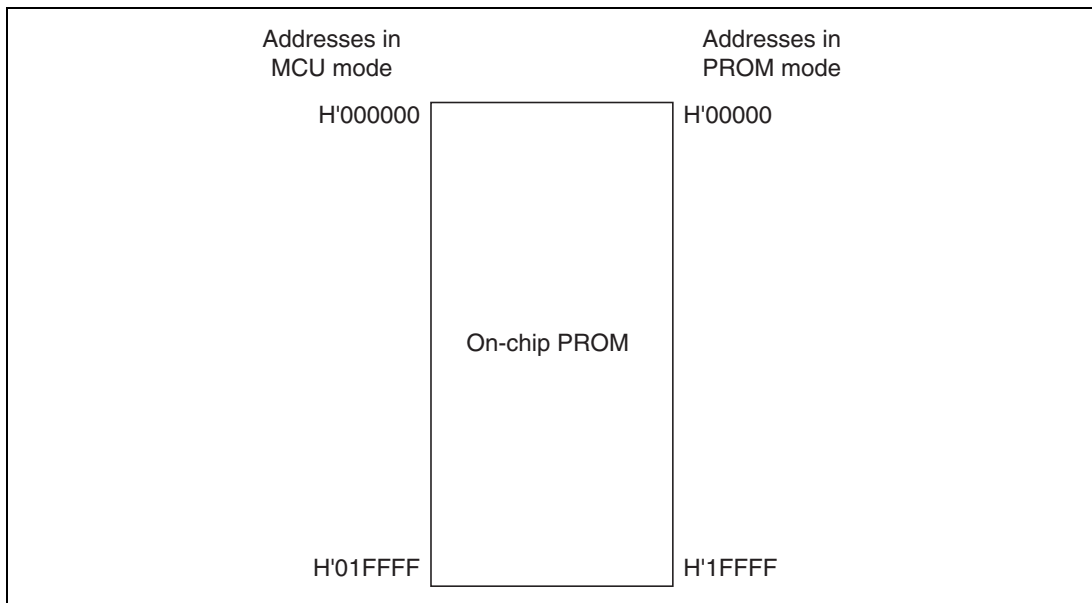 Addresses in
MCU mode
Addresses in
PROM mode
H'000000
H'00000
On-chip PROM
H'01FFFF
H'1FFFF